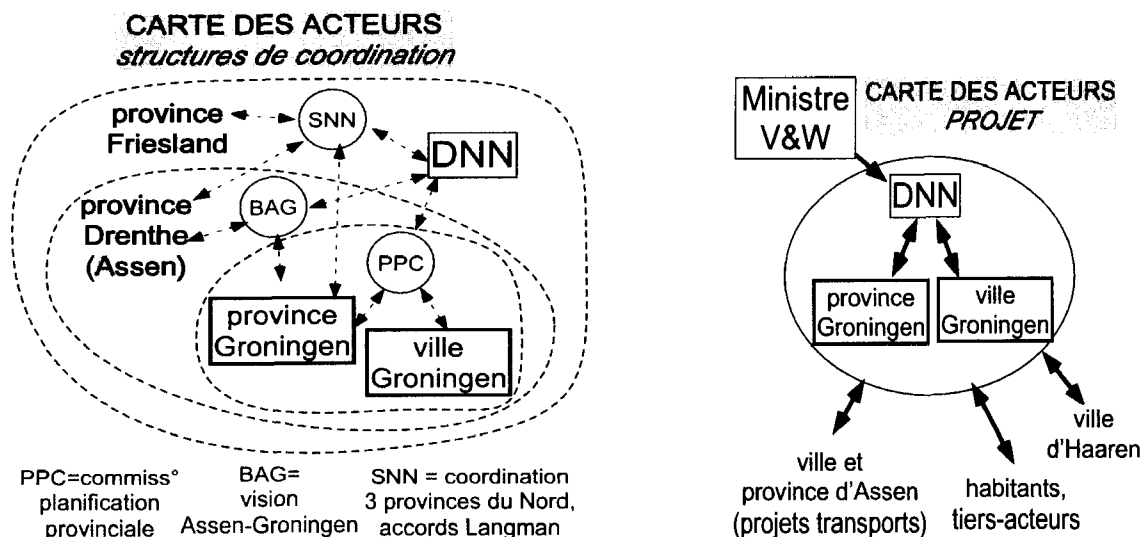 CARTE DES ACTEURS
structures de coordination
province
Friesland
SNN
DNN
province
Drenthe
(Assen)
BAG
PPC
province
Groningen
ville
Groningen
PPC=commiss°
planification
provinciale
BAG=
vision
Assen-Groningen
SNN = coordination
3 provinces du Nord,
accords Langman
Ministre
V&W
CARTE DES ACTEURS
PROJET
DNN
province
Groningen
ville
Groningen
ville
d'Haaren
ville et
province d'Assen
(projets transports)
habitants,
tiers-acteurs